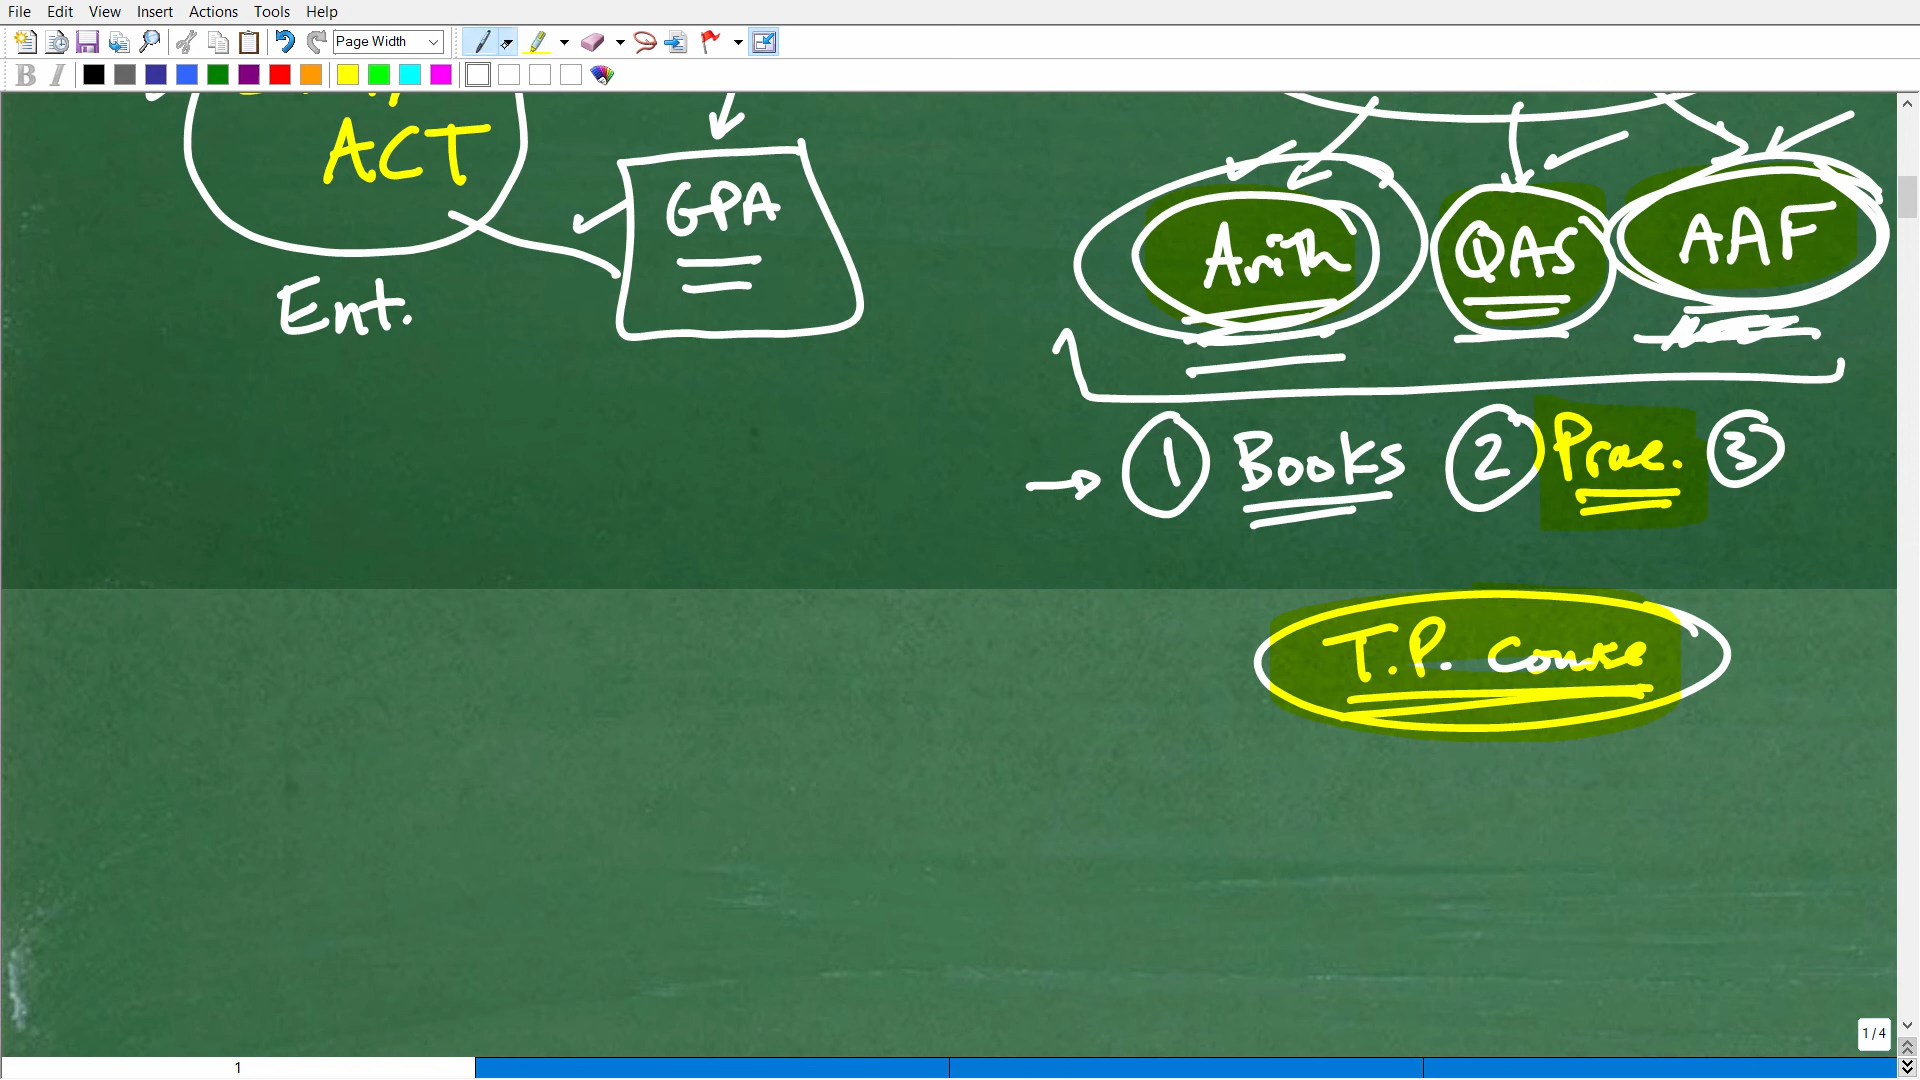 File Edit View Insert Actions Tools Help
Page Width
B I
ACT
GPA
Ent.
Arith QAS AAF
1 Books 2 Prac. 3
T.P. Course
1 / 4
1